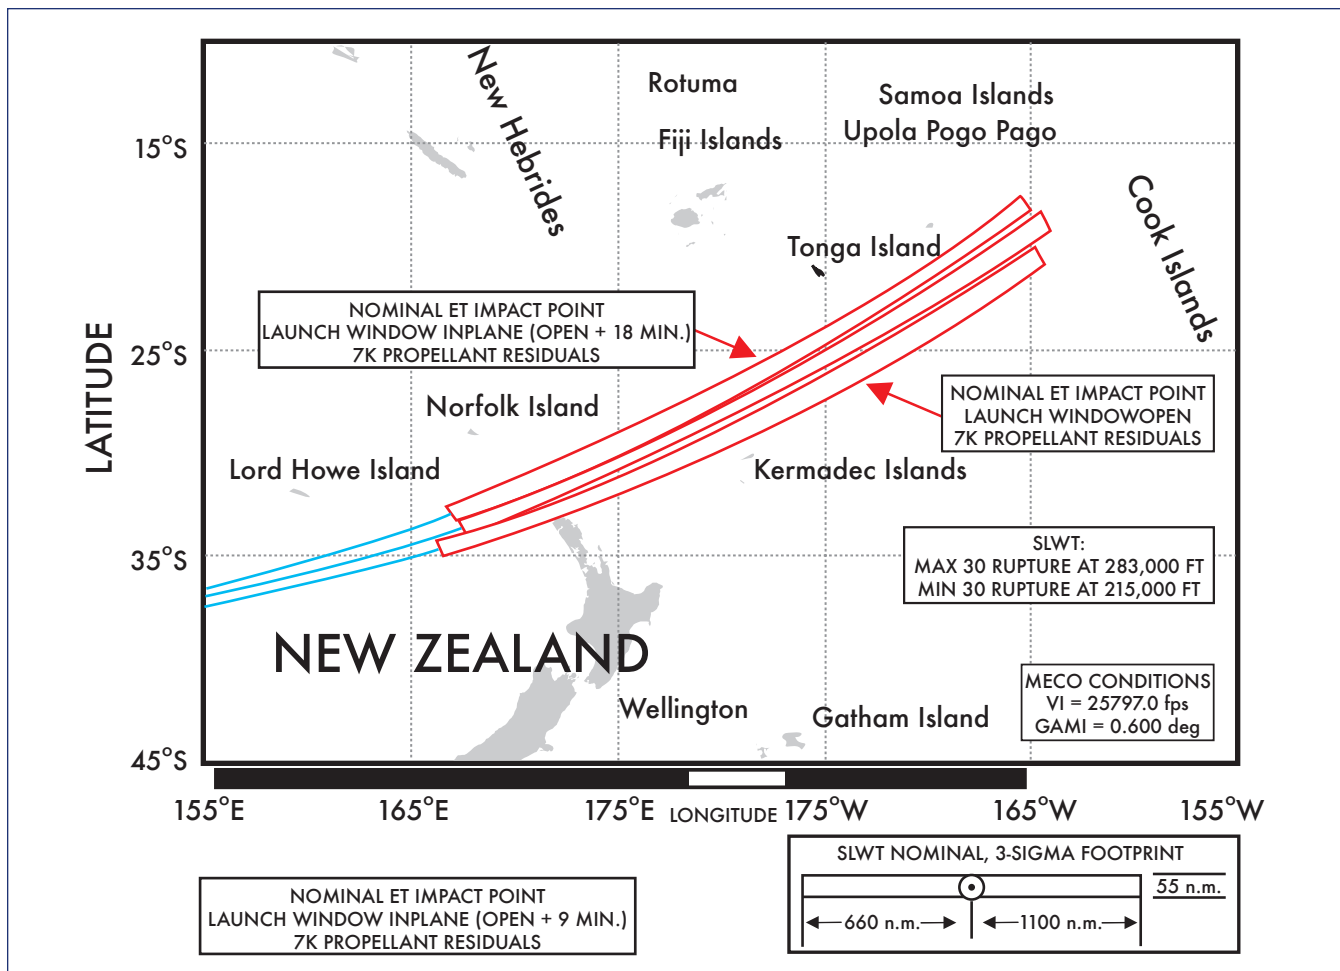 New Hebrides
Rotuma
Samoa Islands
Upola Pogo Pago
Fiji Islands
15°S
Cook Islands
Tonga Island
NOMINAL ET IMPACT POINT
LAUNCH WINDOW INPLANE (OPEN + 18 MIN.)
7K PROPELLANT RESIDUALS
25°S
LATITUDE
NOMINAL ET IMPACT POINT
LAUNCH WINDOWOPEN
7K PROPELLANT RESIDUALS
Norfolk Island
Lord Howe Island
Kermadec Islands
SLWT:
MAX 30 RUPTURE AT 283,000 FT
MIN 30 RUPTURE AT 215,000 FT
35°S
NEW ZEALAND
MECO CONDITIONS
VI = 25797.0 fps
GAMI = 0.600 deg
Wellington
Gatham Island
45°S
155°E 165°E 175°E LONGITUDE 175°W 165°W 155°W
SLWT NOMINAL, 3-SIGMA FOOTPRINT
55 n.m.
660 n.m. 1100 n.m.
NOMINAL ET IMPACT POINT
LAUNCH WINDOW INPLANE (OPEN + 9 MIN.)
7K PROPELLANT RESIDUALS